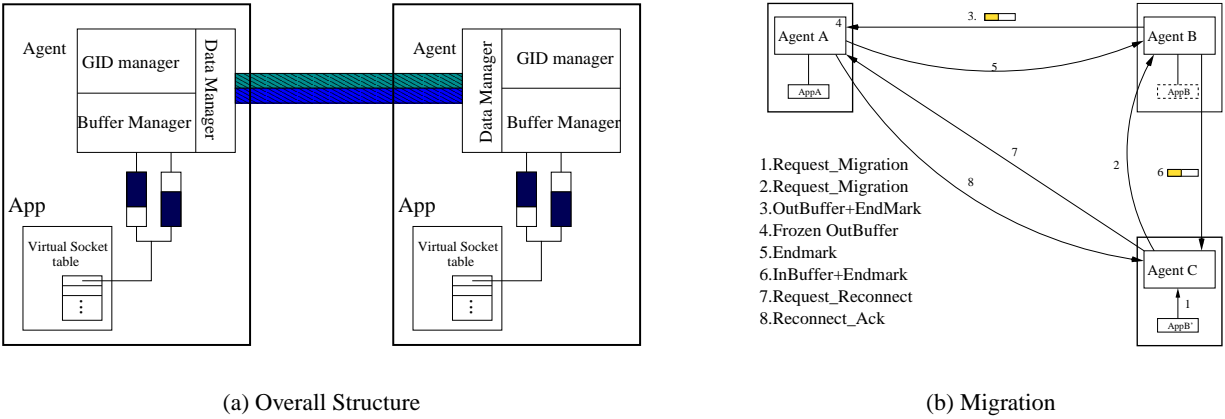 Agent
GID manager
Buffer Manager
Data Manager
App
Virtual Socket
table
Agent
Data Manager
GID manager
Buffer Manager
App
Virtual Socket
table
(a) Overall Structure
4
Agent A
AppA
3.
5
Agent B
AppB
7
8
2
6
1.Request_Migration
2.Request_Migration
3.OutBuffer+EndMark
4.Frozen OutBuffer
5.Endmark
6.InBuffer+Endmark
7.Request_Reconnect
8.Reconnect_Ack
Agent C
1
AppB'
(b) Migration